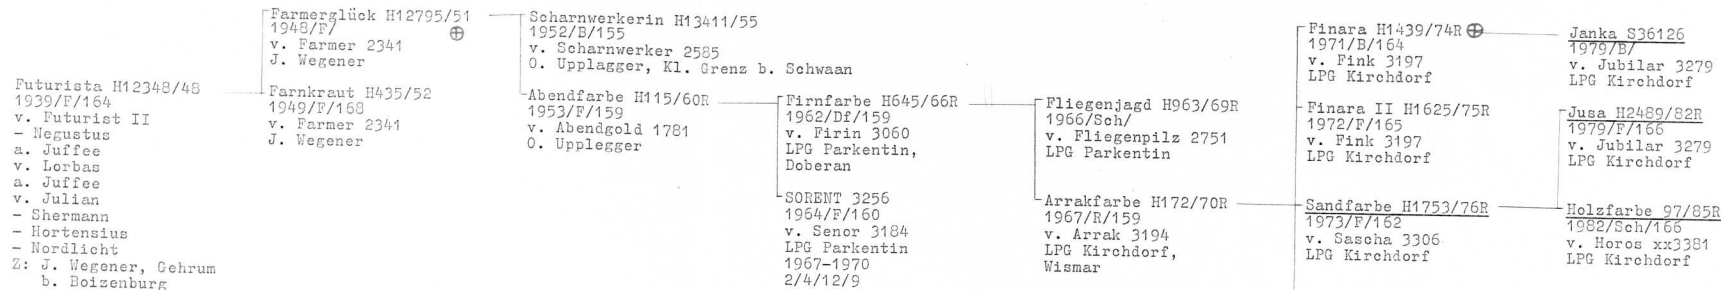 Futurista H12348/48
1939/F/164
v. Futurist II
- Negustus
a. Juffee
v. Lorbas
a. Juffee
v. Julian
- Shermann
- Hortensius
- Nordlicht
Z: J. Wegener, Gehrum
b. Boizenburg
Farmerglück H12795/51
1948/F/
v. Farmer 2341
J. Wegener
Farnkraut H435/52
1949/F/168
v. Farmer 2341
J. Wegener
Scharnwerkerin H13411/55
1952/B/155
v. Scharnwerker 2585
O. Upplagger, Kl. Grenz b. Schwaan
Abendfarbe H115/60R
1953/F/159
v. Abendgold 1781
O. Upplegger
Firnfarbe H645/66R
1962/Df/159
v. Firin 3060
LPG Parkentin,
Doberan
SORENT 3256
1964/F/160
v. Senor 3184
LPG Parkentin
1967-1970
2/4/12/9
Fliegenjagd H963/69R
1966/Sch/
v. Fliegenpilz 2751
LPG Parkentin
Arrakfarbe H172/70R
1967/R/159
v. Arrak 3194
LPG Kirchdorf,
Wismar
Finara H1439/74R
1971/B/164
v. Fink 3197
LPG Kirchdorf
Finara II H1625/75R
1972/F/165
v. Fink 3197
LPG Kirchdorf
Sandfarbe H1753/76R
1973/F/162
v. Sascha 3306
LPG Kirchdorf
Janka S36126
1979/B/
v. Jubilar 3279
LPG Kirchdorf
Jusa H2489/82R
1979/F/166
v. Jubilar 3279
LPG Kirchdorf
Holzfarbe 97/85R
1982/Sch/166
v. Horos xx3381
LPG Kirchdorf